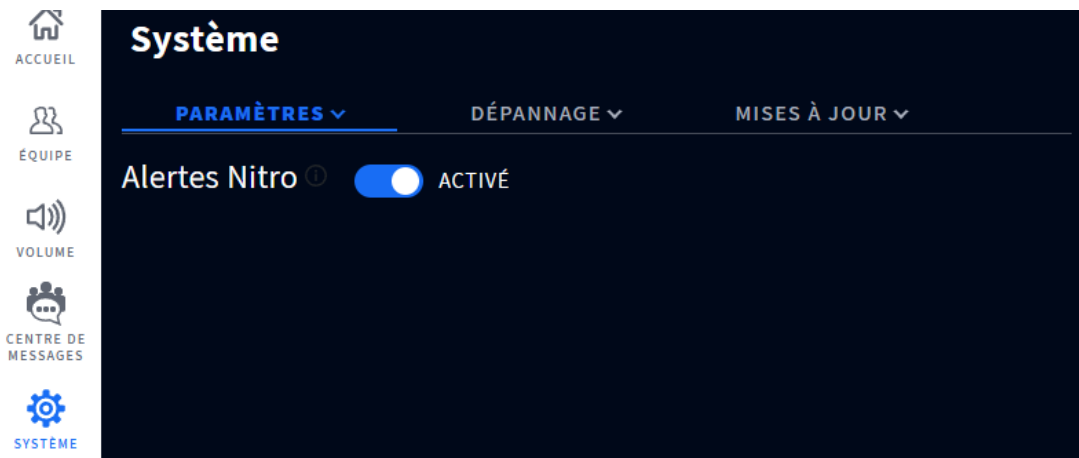 ACCUEIL
ÉQUIPE
VOLUME
CENTRE DE
MESSAGES
SYSTÈME
Système
PARAMÈTRES
DÉPANNAGE
MISES À JOUR
Alertes Nitro
ACTIVÉ